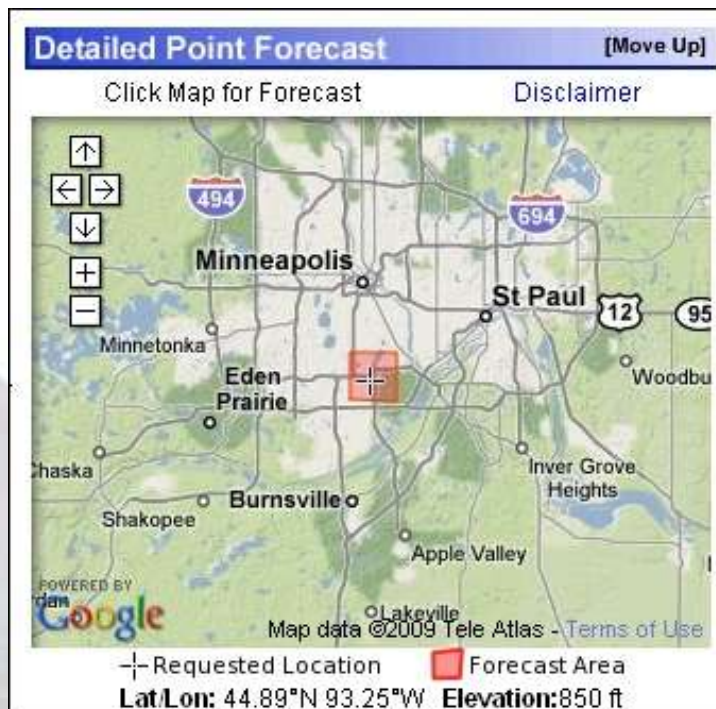 Detailed Point Forecast [Move Up]
Click Map for Forecast Disclaimer
494
694
Minneapolis
St Paul
12
95
Minnetonka
Eden
Prairie
Woodbu
Chaska
Inver Grove
Heights
Shakopee
Burnsville
Apple Valley
POWERED BY
rdan
Google
Lakeville
Map data ©2009 Tele Atlas - Terms of Use
Requested Location Forecast Area
Lat/Lon: 44.89°N 93.25°W Elevation:850 ft